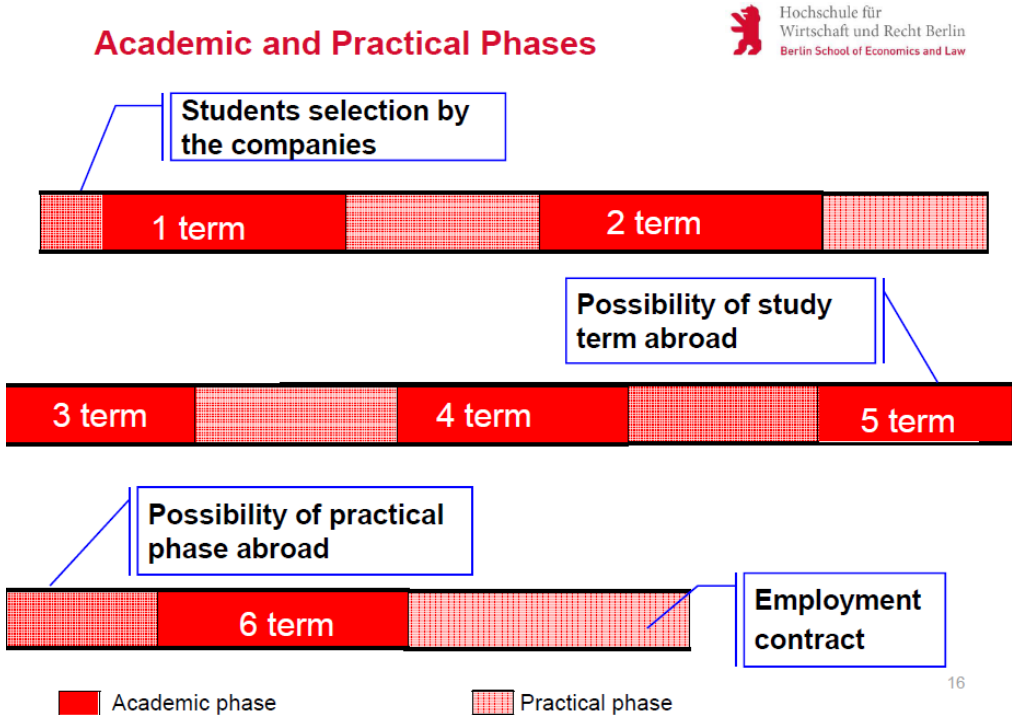 Academic and Practical Phases
Hochschule für
Wirtschaft und Recht Berlin
Berlin School of Economics and Law
Students selection by
the companies
1 term
2 term
Possibility of study
term abroad
3 term
4 term
5 term
Possibility of practical
phase abroad
6 term
Employment
contract
16
Academic phase
Practical phase